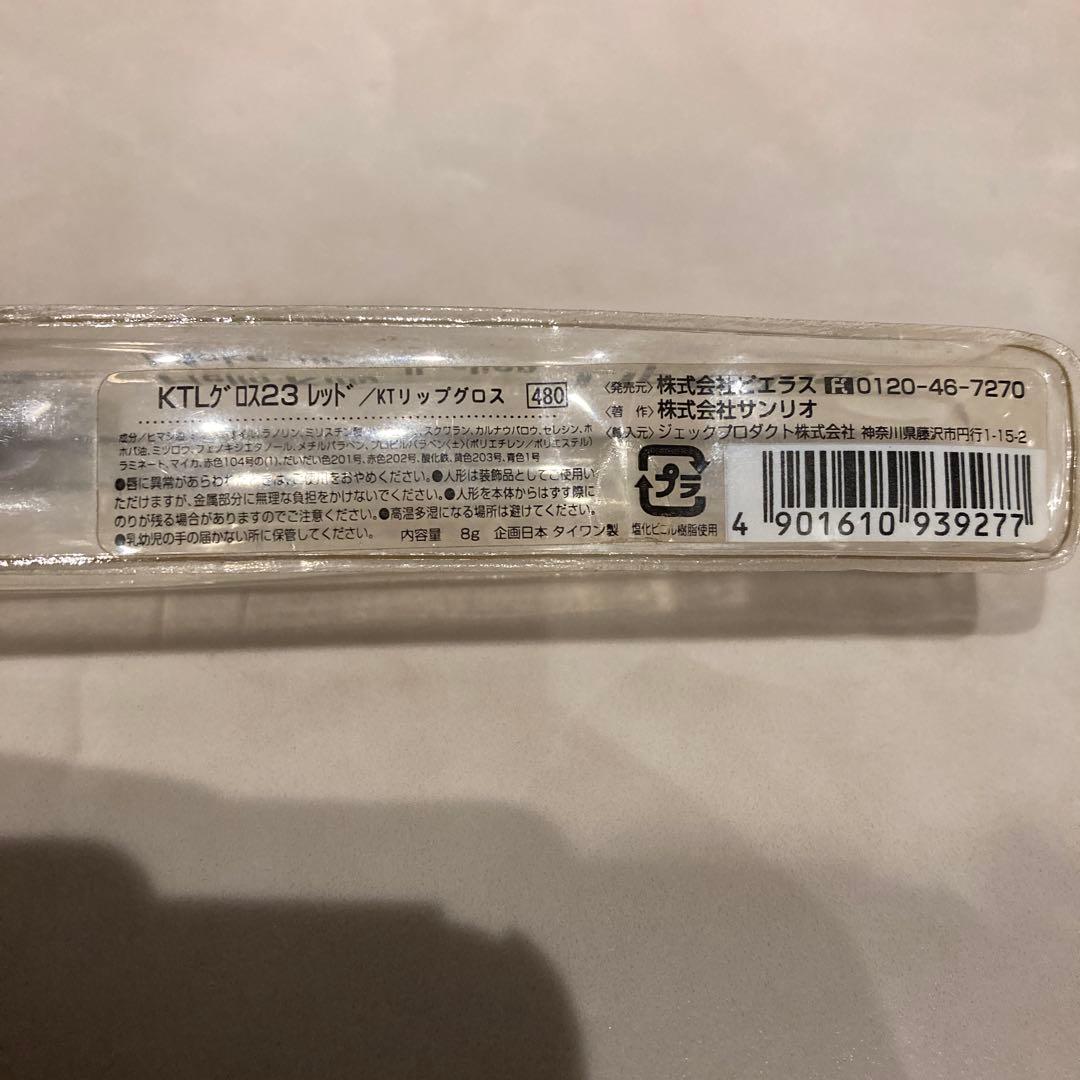 KTLグロス23 レッド／KTリップグロス 480
成分／ヒマシ油 オイル、ラノリン、ミリスチン酸 スクワラン、カルナウバロウ、セレシン、ホ
ホバ油、ミツロウ、フェノキシエタノール、メチルパラベン、プロピルパラベン〈±〉(ポリエチレン／ポリエステル)
ラミネート、マイカ、赤色104号の(1)、だいだい色201号、赤色202号、酸化鉄、黄色203号、青色1号
●唇に異常があらわ はご使用をおやめください。●人形は装飾品としてご使用い
ただけますが、金属部分に無理な負担をかけないでください。●人形を本体からはずす際に
のりが残る場合がありますのでご注意ください。●高温多湿になる場所は避けてください。
●乳幼児の手の届かない所に保管してください。 内容量 8g 企画日本 タイワン製
〈発売元〉株式会社ピエラス H 0120-46-7270
〈著 作〉株式会社サンリオ
〈輸入元〉ジェックプロダクト株式会社 神奈川県藤沢市円行1-15-2
プラ
塩化ビニル樹脂使用
4 901610 939277